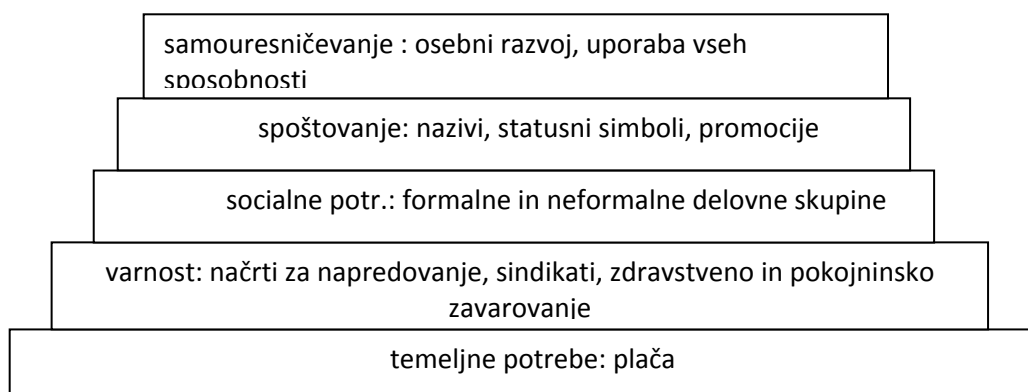 samouresničevanje : osebni razvoj, uporaba vseh
sposobnosti
spoštovanje: nazivi, statusni simboli, promocije
socialne potr.: formalne in neformalne delovne skupine
varnost: načrti za napredovanje, sindikati, zdravstveno in pokojninsko
zavarovanje
temeljne potrebe: plača